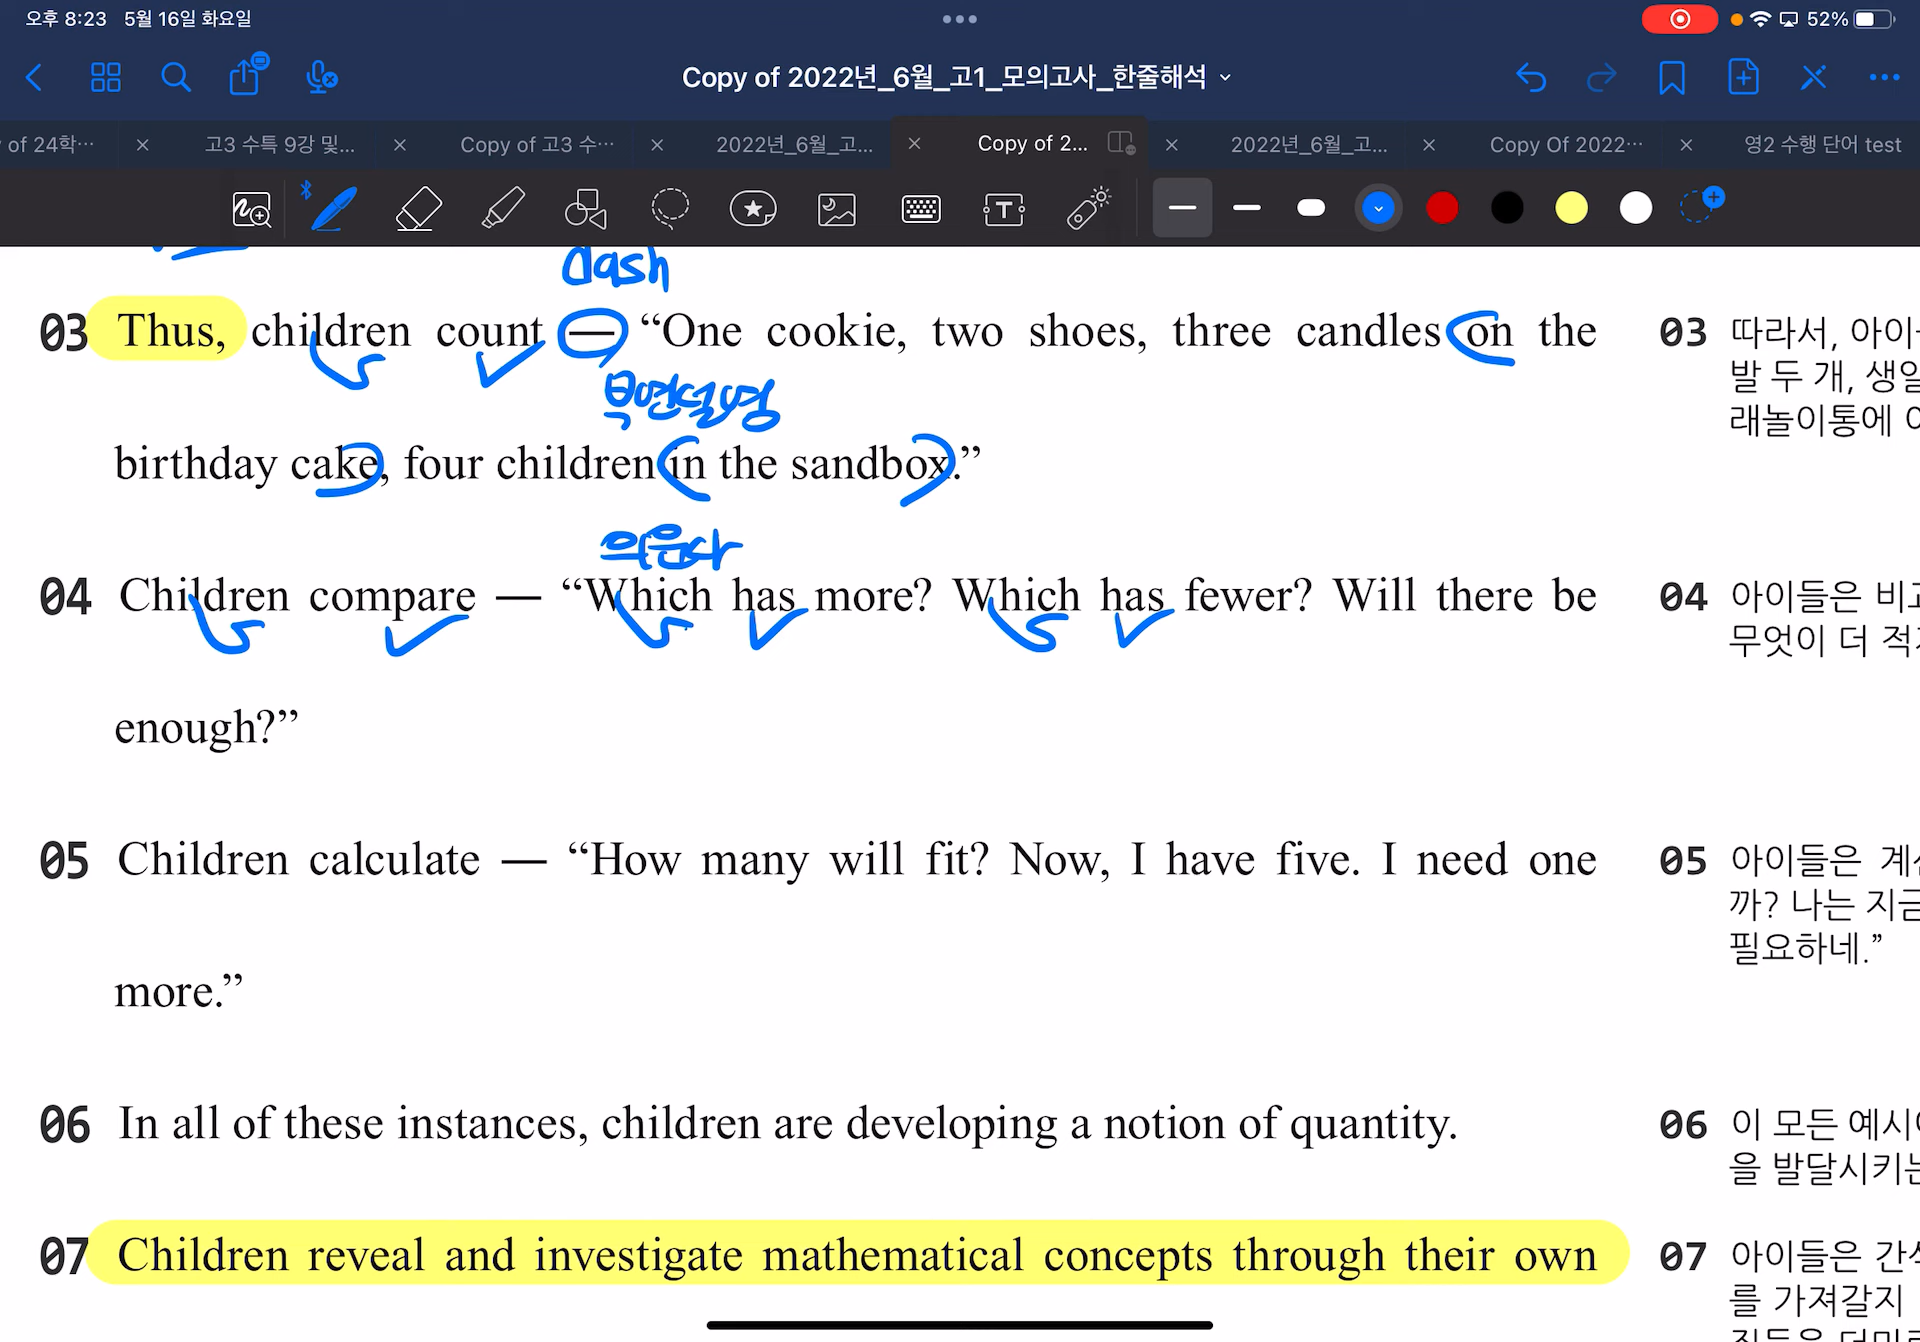 오후 8:23 5월 16일 화요일
52%
Copy of 2022년_6월_고1_모의고사_한줄해석
of 24학…
고3 수특 9강 및...
Copy of 고3 수…
2022년_6월_고...
Copy of 2...
2022년_6월_고...
Copy Of 2022…
영2 수행 단어 test
dash
03 Thus, children count — “One cookie, two shoes, three candles on the
부연설명
birthday cake, four children in the sandbox.”
의문사
04 Children compare — “Which has more? Which has fewer? Will there be
enough?”
05 Children calculate — “How many will fit? Now, I have five. I need one
more.”
06 In all of these instances, children are developing a notion of quantity.
07 Children reveal and investigate mathematical concepts through their own
03 따라서, 아이
발 두 개, 생일
래놀이통에
04 아이들은 비교
무엇이 더 적
05 아이들은 계
까? 나는 지금
필요하네.”
06 이 모든 예시
을 발달시키는
07 아이들은 간식
를 가져갈지